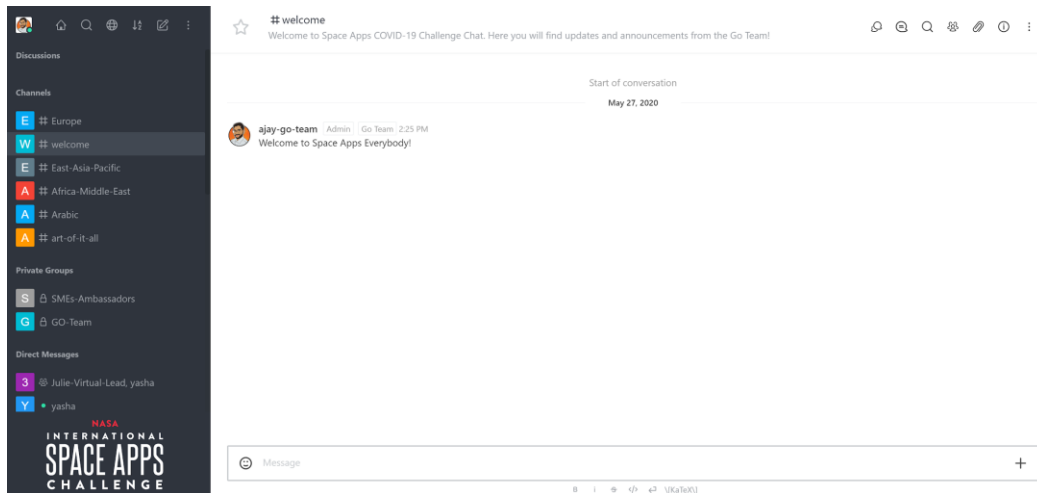 Discussions
Channels
E # Europe
W # welcome
E # East-Asia-Pacific
A # Africa-Middle-East
A # Arabic
A # art-of-it-all
Private Groups
S SMEs-Ambassadors
G GO-Team
Direct Messages
3 Julie-Virtual-Lead, yasha
Y yasha
NASA
INTERNATIONAL
SPACE APPS
CHALLENGE
# welcome
Welcome to Space Apps COVID-19 Challenge Chat. Here you will find updates and announcements from the Go Team!
Start of conversation
May 27, 2020
ajay-go-team Admin Go Team 2:25 PM
Welcome to Space Apps Everybody!
Message
B i S </> \[KaTeX\]